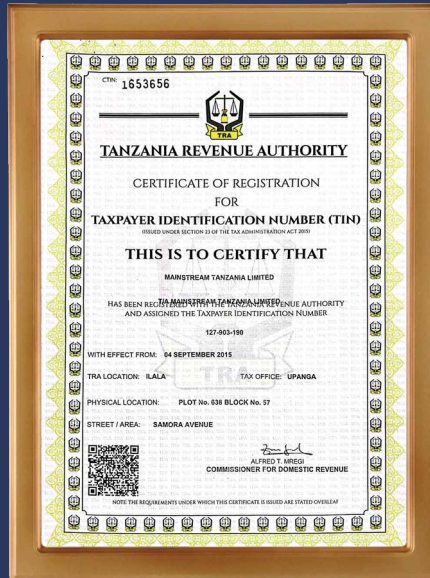 CTIN: 1653656
TRA
TANZANIA REVENUE AUTHORITY
CERTIFICATE OF REGISTRATION
FOR
TAXPAYER IDENTIFICATION NUMBER (TIN)
(ISSUED UNDER SECTION 23 OF THE TAX ADMINISTRATION ACT 2015)
THIS IS TO CERTIFY THAT
MAINSTREAM TANZANIA LIMITED
T/A MAINSTREAM TANZANIA LIMITED
HAS BEEN REGISTERED WITH THE TANZANIA REVENUE AUTHORITY
AND ASSIGNED THE TAXPAYER IDENTIFICATION NUMBER
127-903-190
WITH EFFECT FROM: 04 SEPTEMBER 2015
TRA LOCATION: ILALA TAX OFFICE: UPANGA
PHYSICAL LOCATION: PLOT No. 638 BLOCK No. 57
STREET / AREA: SAMORA AVENUE
ALFRED T. MREGI
COMMISSIONER FOR DOMESTIC REVENUE
NOTE THE REQUIREMENTS UNDER WHICH THIS CERTIFICATE IS ISSUED ARE STATED OVERLEAF